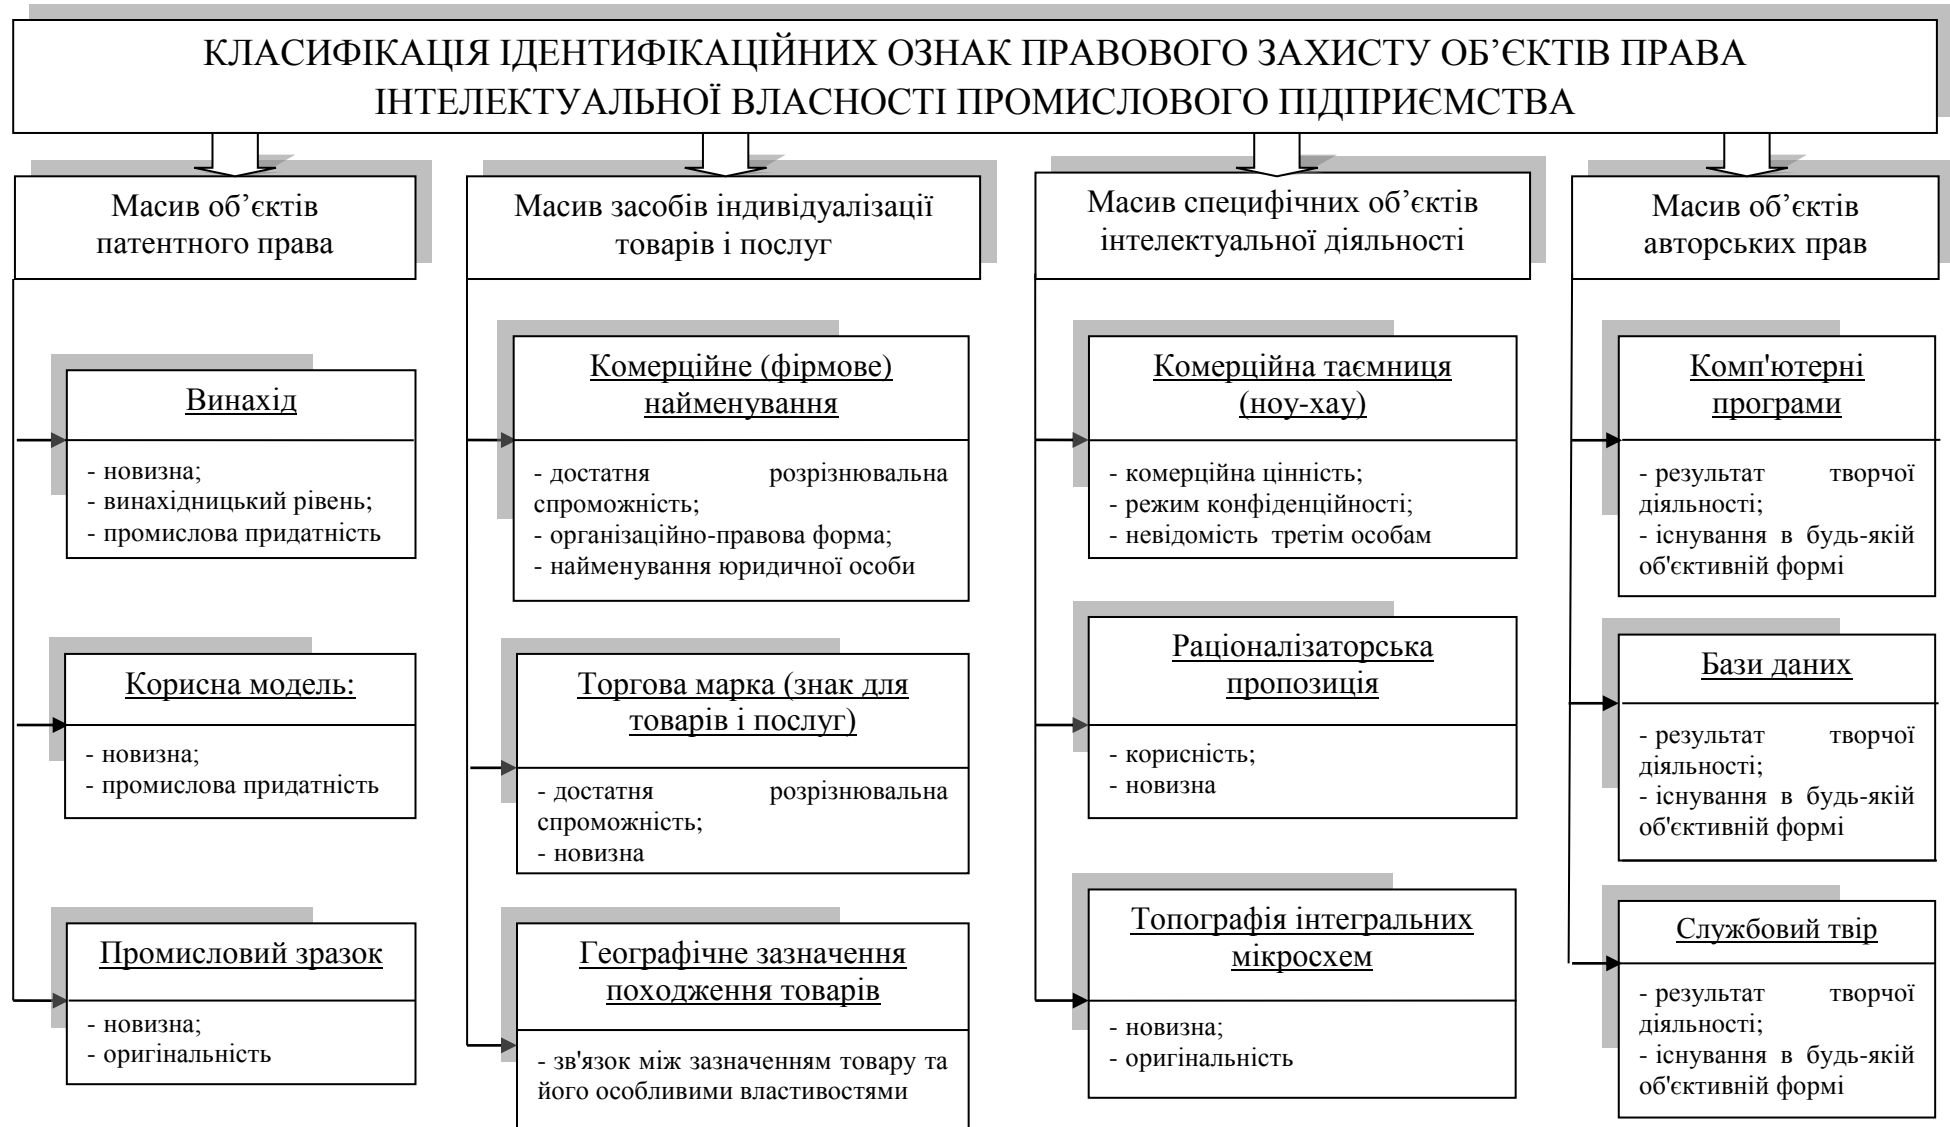 КЛАСИФІКАЦІЯ ІДЕНТИФІКАЦІЙНИХ ОЗНАК ПРАВОВОГО ЗАХИСТУ ОБ’ЄКТІВ ПРАВА
ІНТЕЛЕКТУАЛЬНОЇ ВЛАСНОСТІ ПРОМИСЛОВОГО ПІДПРИЄМСТВА
Масив об’єктів
патентного права
Винахід
- новизна;
- винахідницький рівень;
- промислова придатність
Корисна модель:
- новизна;
- промислова придатність
Промисловий зразок
- новизна;
- оригінальність
Масив засобів індивідуалізації
товарів і послуг
Комерційне (фірмове)
найменування
- достатня розрізнювальна
спроможність;
- організаційно-правова форма;
- найменування юридичної особи
Торгова марка (знак для
товарів і послуг)
- достатня розрізнювальна
спроможність;
- новизна
Географічне зазначення
походження товарів
- зв'язок між зазначенням товару та
його особливими властивостями
Масив специфічних об’єктів
інтелектуальної діяльності
Комерційна таємниця
(ноу-хау)
- комерційна цінність;
- режим конфіденційності;
- невідомість третім особам
Раціоналізаторська
пропозиція
- корисність;
- новизна
Топографія інтегральних
мікросхем
- новизна;
- оригінальність
Масив об’єктів
авторських прав
Комп'ютерні
програми
- результат творчої
діяльності;
- існування в будь-якій
об'єктивній формі
Бази даних
- результат творчої
діяльності;
- існування в будь-якій
об'єктивній формі
Службовий твір
- результат творчої
діяльності;
- існування в будь-якій
об'єктивній формі